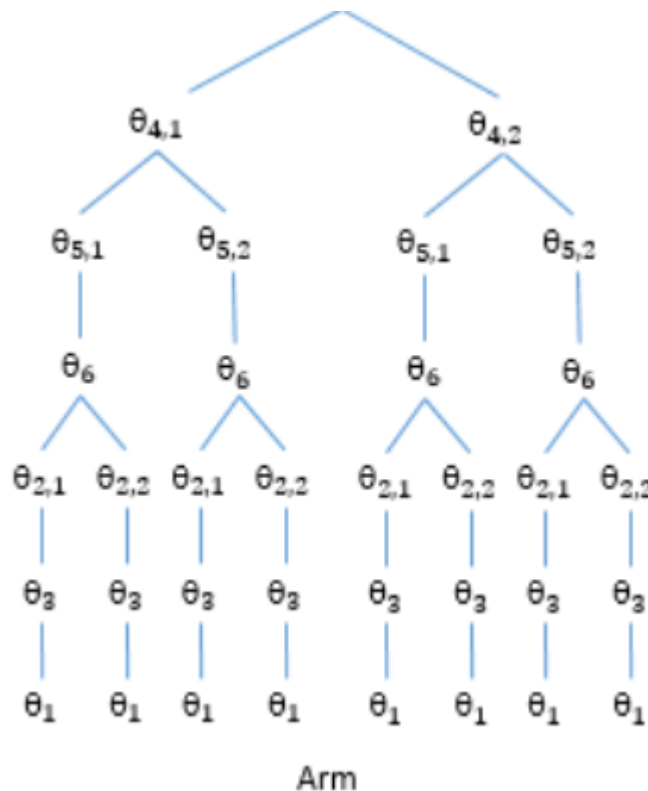 θ4,1 θ4,2
θ5,1 θ5,2 θ5,1 θ5,2
θ6 θ6 θ6 θ6
θ2,1 θ2,2 θ2,1 θ2,2 θ2,1 θ2,2 θ2,1 θ2,2
θ3 θ3 θ3 θ3 θ3 θ3 θ3 θ3
θ1 θ1 θ1 θ1 θ1 θ1 θ1 θ1
Arm